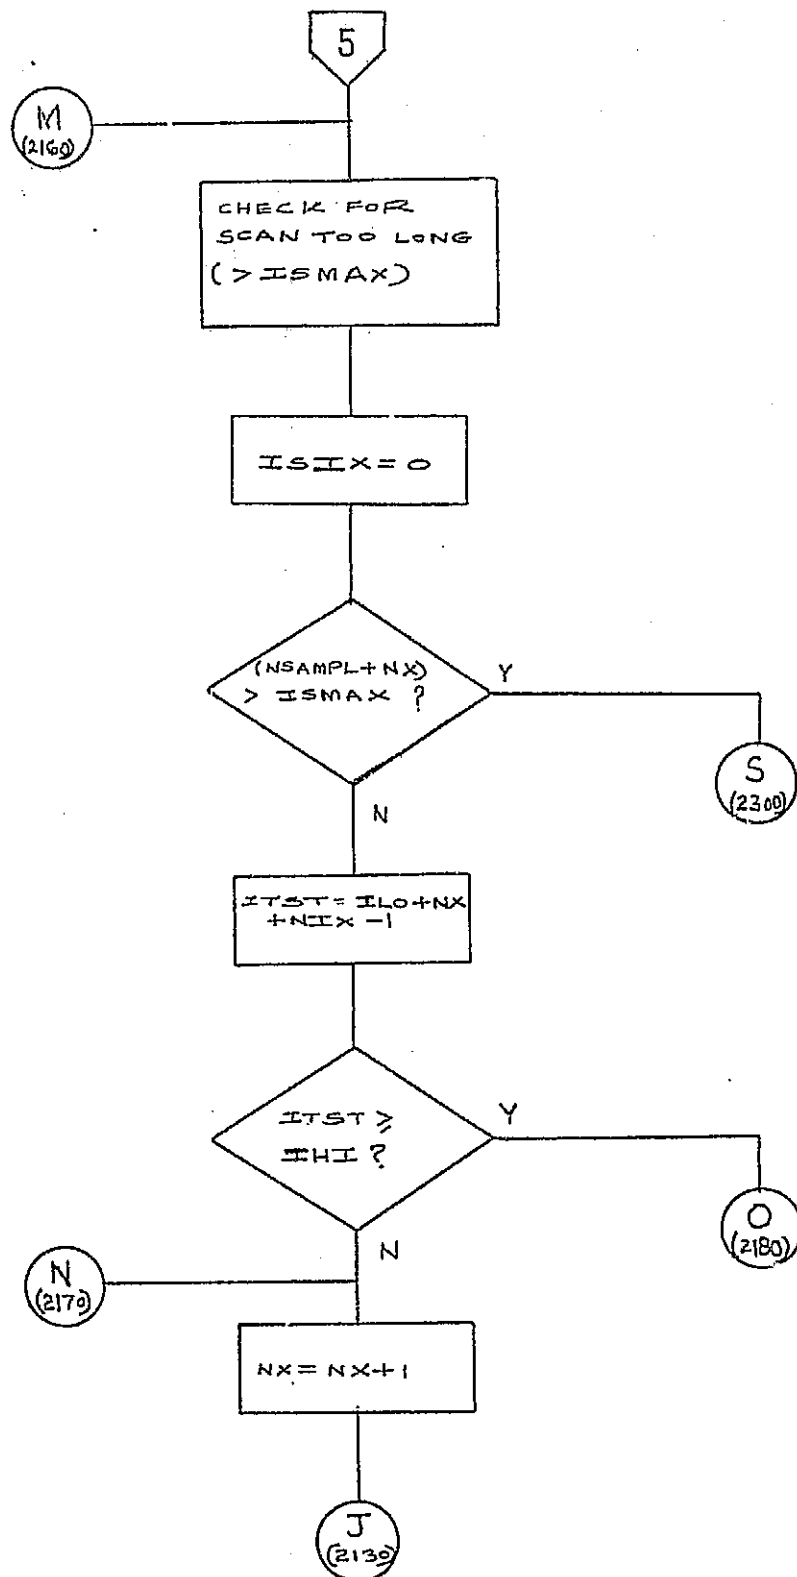 5
M
(2160)
CHECK FOR
SCAN TOO LONG
(> ISMAX)
ISIX = 0
(NSAMPL+NX)
> ISMAX ?
Y
S
(2300)
N
ITST = ILO+NX
+NIX -1
ITST ≥
IHI ?
Y
O
(2180)
N
N
(2170)
NX = NX+1
J
(2130)